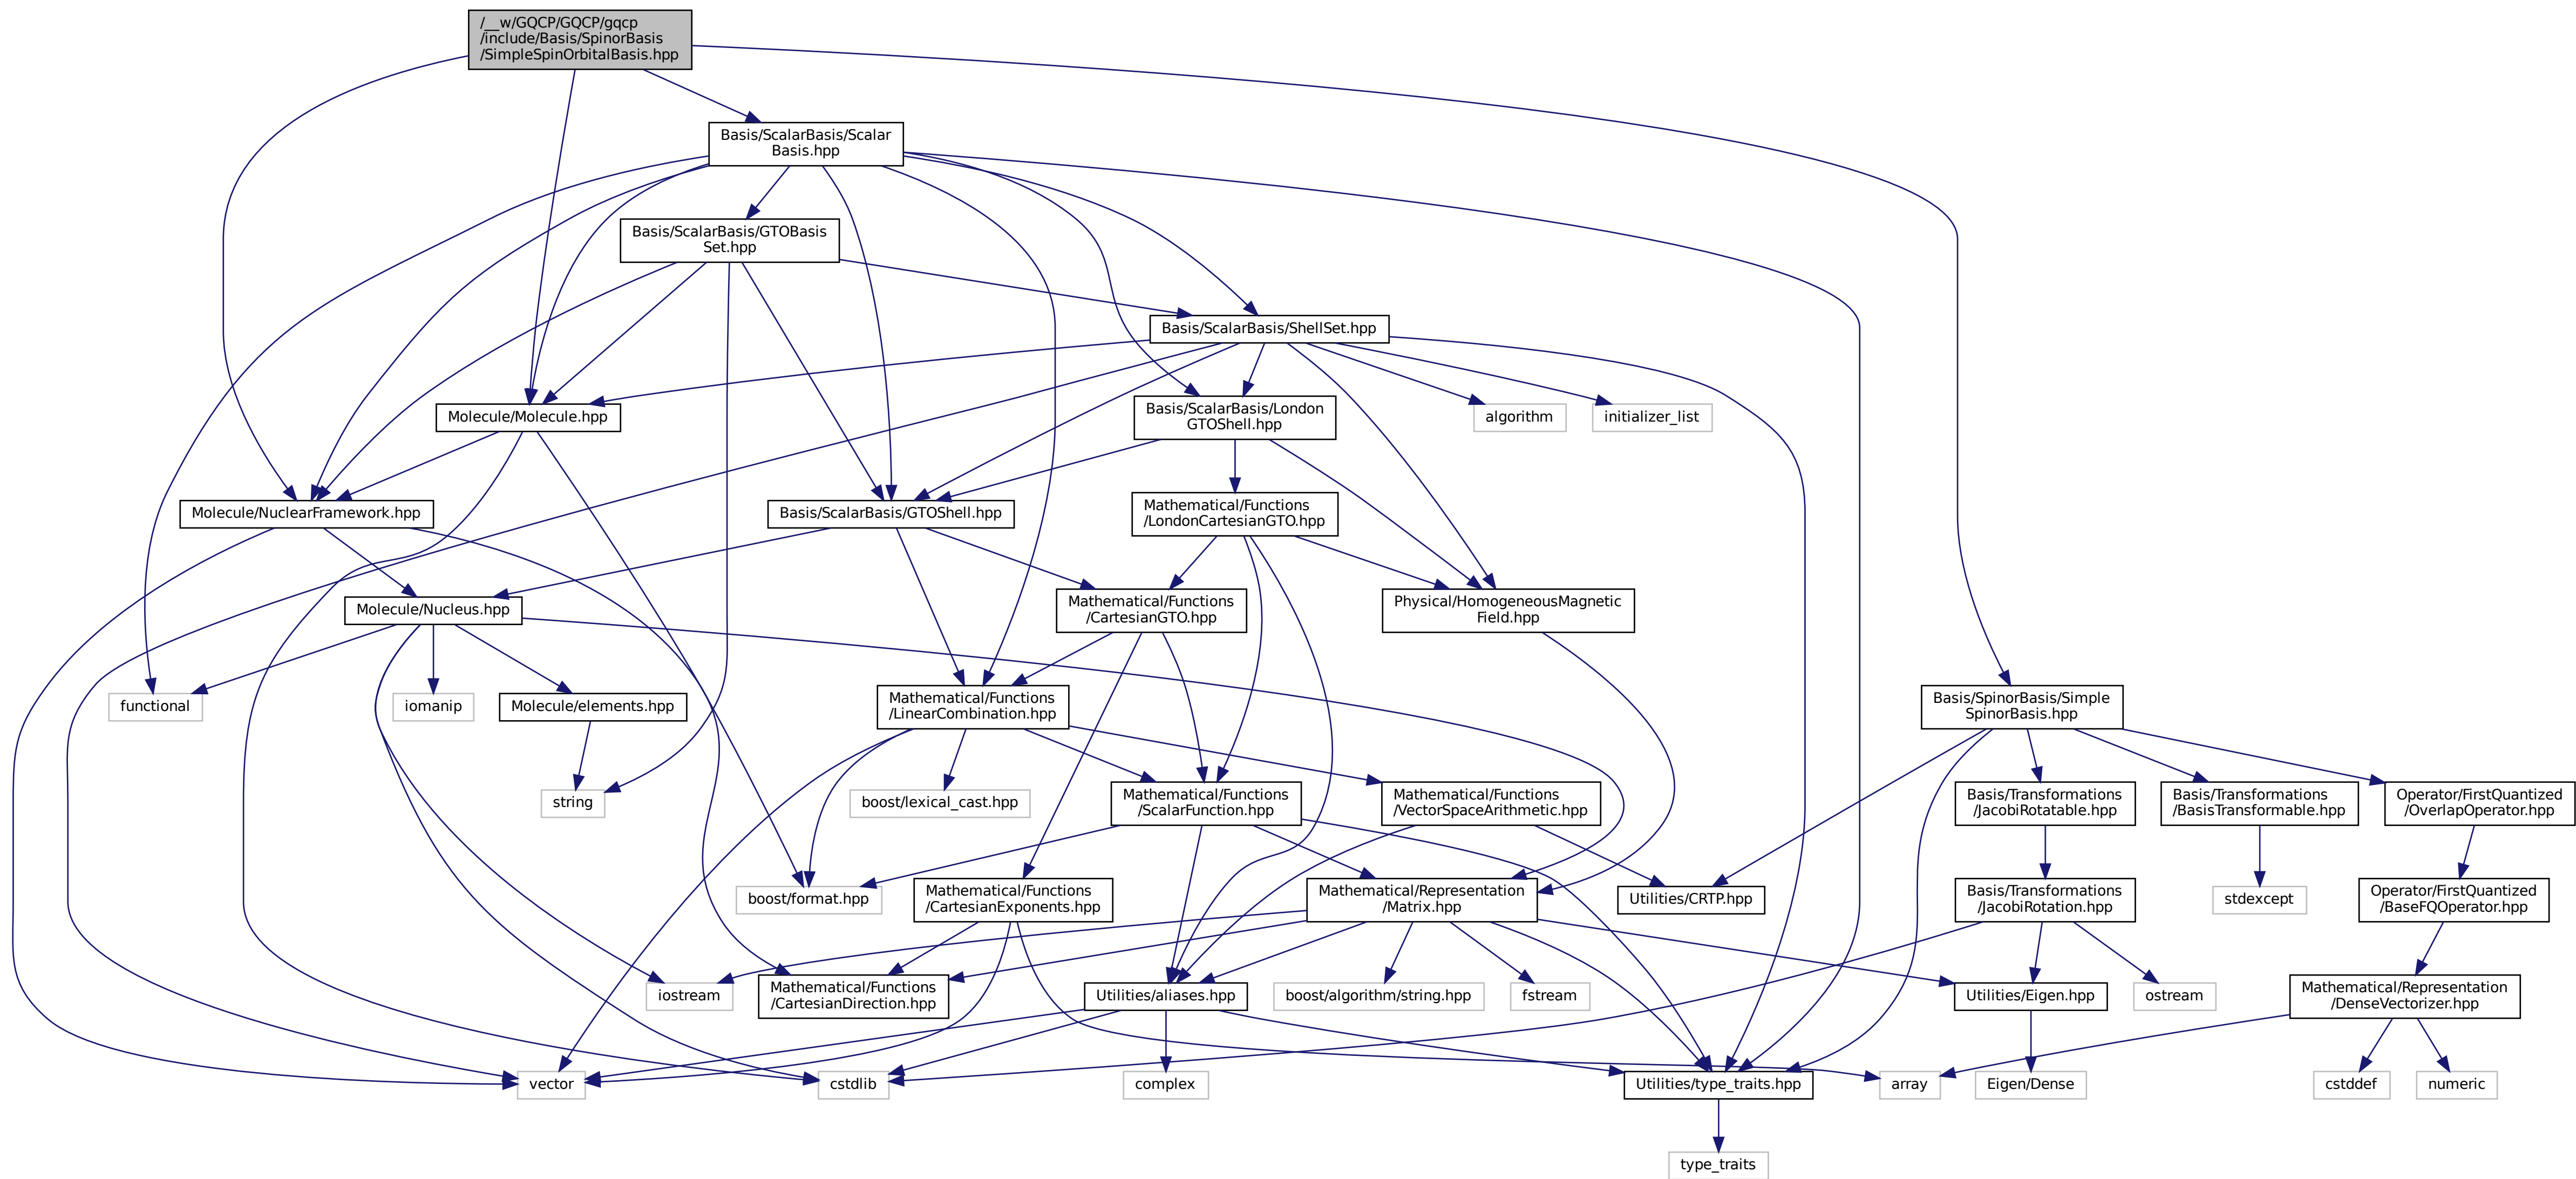 /__w/GQCP/GQCP/gqcp
/include/Basis/SpinorBasis
/SimpleSpinOrbitalBasis.hpp
Basis/ScalarBasis/Scalar
Basis.hpp
Basis/ScalarBasis/GTOBasis
Set.hpp
Basis/ScalarBasis/ShellSet.hpp
Molecule/Molecule.hpp
Basis/ScalarBasis/London
GTOShell.hpp
algorithm
initializer_list
Molecule/NuclearFramework.hpp
Basis/ScalarBasis/GTOShell.hpp
Mathematical/Functions
/LondonCartesianGTO.hpp
Molecule/Nucleus.hpp
Mathematical/Functions
/CartesianGTO.hpp
Physical/HomogeneousMagnetic
Field.hpp
functional
iomanip
Molecule/elements.hpp
Mathematical/Functions
/LinearCombination.hpp
Basis/SpinorBasis/Simple
SpinorBasis.hpp
string
boost/lexical_cast.hpp
Mathematical/Functions
/ScalarFunction.hpp
Mathematical/Functions
/VectorSpaceArithmetic.hpp
Basis/Transformations
/JacobiRotatable.hpp
Basis/Transformations
/BasisTransformable.hpp
Operator/FirstQuantized
/OverlapOperator.hpp
boost/format.hpp
Mathematical/Functions
/CartesianExponents.hpp
Mathematical/Representation
/Matrix.hpp
Utilities/CRTP.hpp
Basis/Transformations
/JacobiRotation.hpp
stdexcept
Operator/FirstQuantized
/BaseFQOperator.hpp
iostream
Mathematical/Functions
/CartesianDirection.hpp
Utilities/aliases.hpp
boost/algorithm/string.hpp
fstream
Utilities/Eigen.hpp
ostream
Mathematical/Representation
/DenseVectorizer.hpp
vector
cstdlib
complex
Utilities/type_traits.hpp
array
Eigen/Dense
cstddef
numeric
type_traits